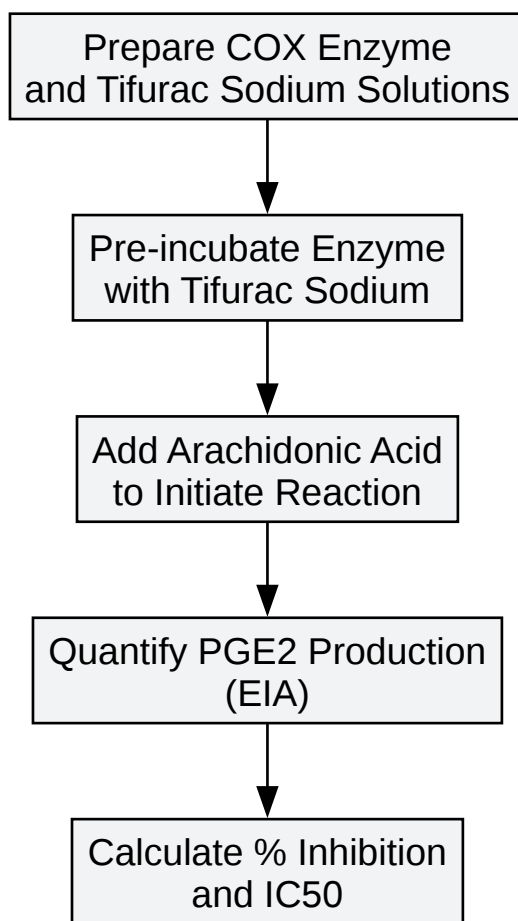 Prepare COX Enzyme
and Tifurac Sodium Solutions
Pre-incubate Enzyme
with Tifurac Sodium
Add Arachidonic Acid
to Initiate Reaction
Quantify PGE2 Production
(EIA)
Calculate % Inhibition
and IC50